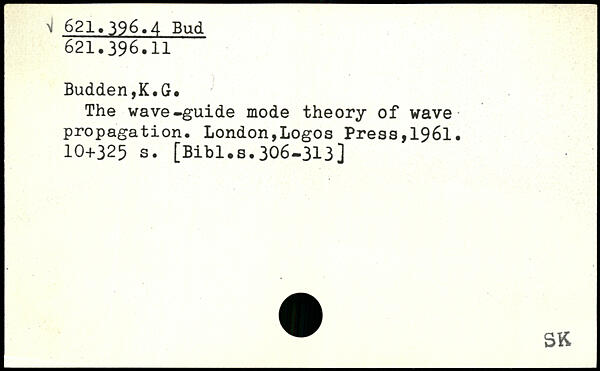 √ 621.396.4 Bud
621.396.11
Budden,K.G.
The wave-guide mode theory of wave
propagation. London,Logos Press,1961.
10+325 s. [Bibl.s.306-313]
SK